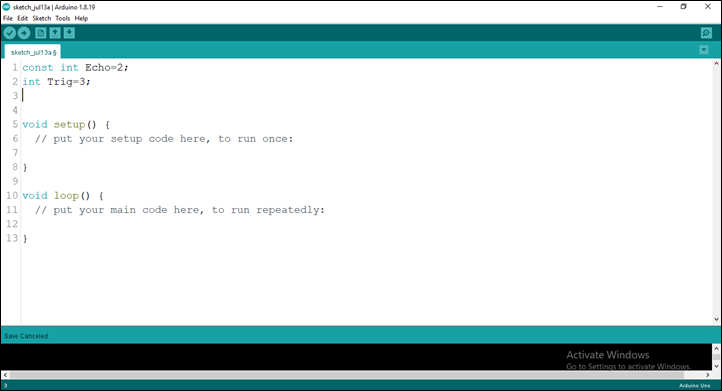 sketch_jul13a | Arduino 1.8.19
File Edit Sketch Tools Help
sketch_jul13a §
1 const int Echo=2;
2 int Trig=3;
3
4
5 void setup() {
6 // put your setup code here, to run once:
7
8 }
9
10 void loop() {
11 // put your main code here, to run repeatedly:
12
13 }
Save Canceled.
Activate Windows
Go to Settings to activate Windows.
3 Arduino Uno